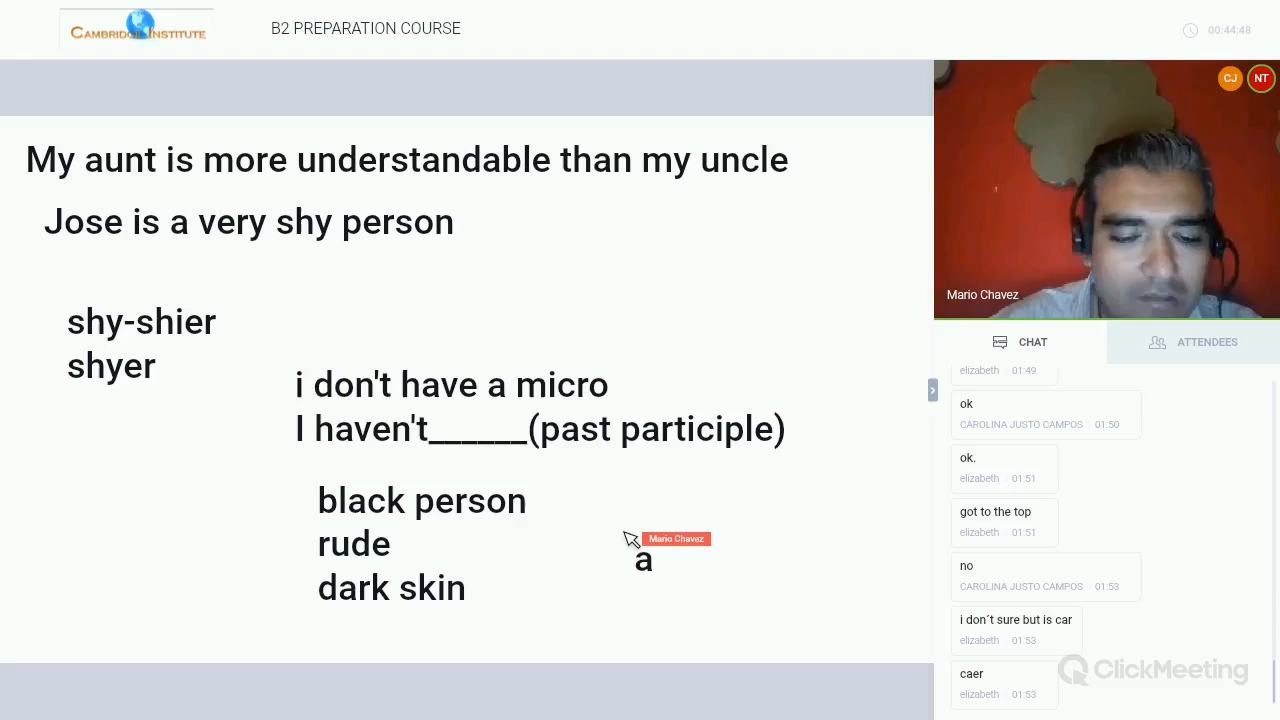 CAMBRIDGE INSTITUTE
B2 PREPARATION COURSE
00:44:48
My aunt is more understandable than my uncle
Jose is a very shy person
shy-shier
shyer
i don't have a micro
I haven't______(past participle)
black person
rude
dark skin
Mario Chavez
a
CJ
NT
Mario Chavez
CHAT
ATTENDEES
elizabeth 01:49
ok
CAROLINA JUSTO CAMPOS 01:50
ok.
elizabeth 01:51
got to the top
elizabeth 01:51
no
CAROLINA JUSTO CAMPOS 01:53
i don´t sure but is car
elizabeth 01:53
caer
elizabeth 01:53
ClickMeeting